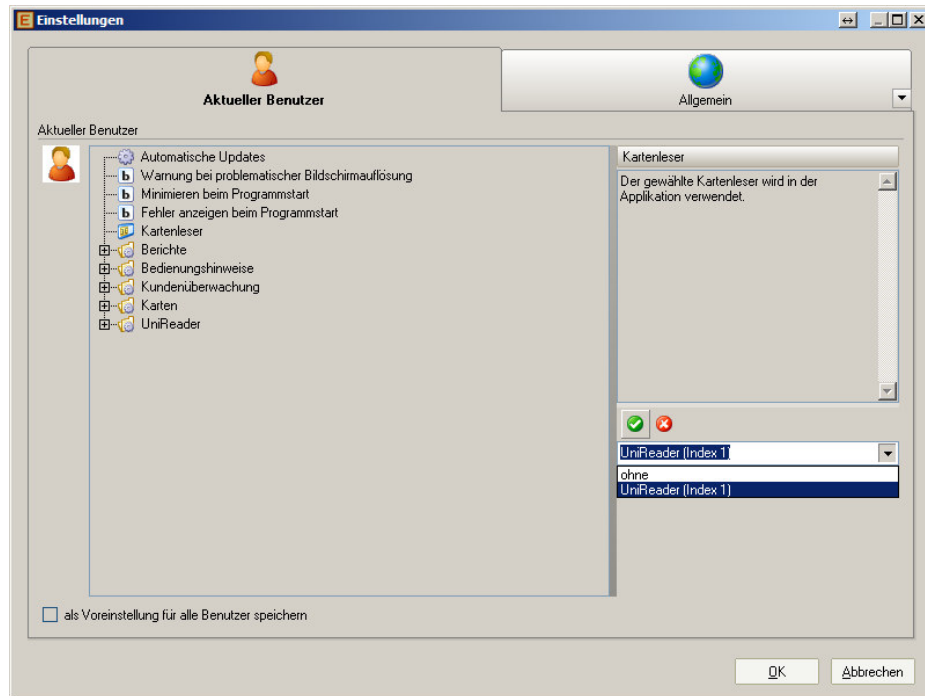 E Einstellungen
Aktueller Benutzer
Allgemein
Aktueller Benutzer
Automatische Updates
b Warnung bei problematischer Bildschirmauflösung
b Minimieren beim Programmstart
b Fehler anzeigen beim Programmstart
Kartenleser
Berichte
Bedienungshinweise
Kundenüberwachung
Karten
UniReader
Kartenleser
Der gewählte Kartenleser wird in der
Applikation verwendet.
UniReader (Index 1)
ohne
UniReader (Index 1)
als Voreinstellung für alle Benutzer speichern
OK
Abbrechen